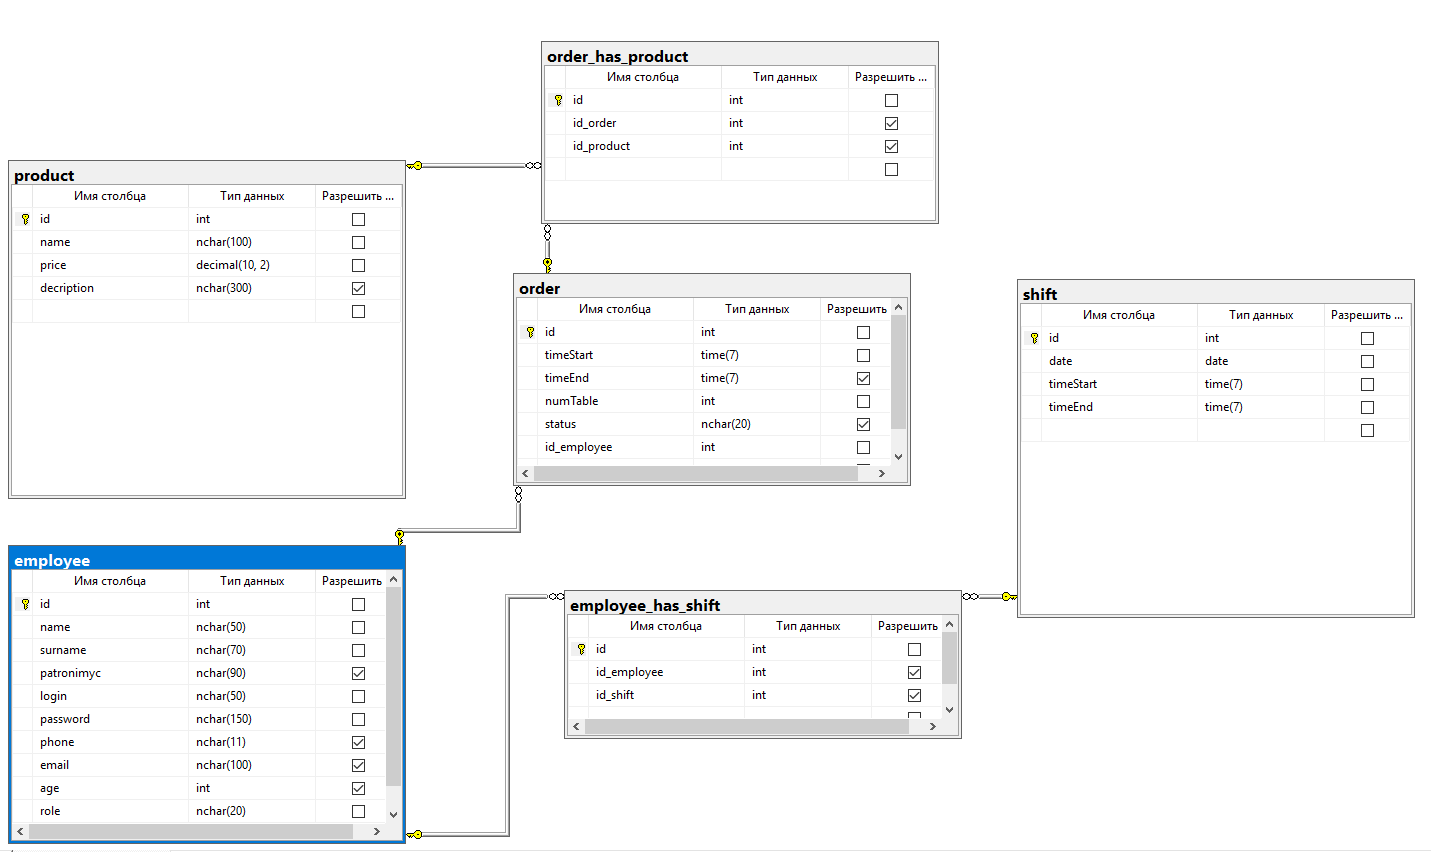 order_has_product
Имя столбца Тип данных Разрешить ...
id int
id_order int
id_product int
product
Имя столбца Тип данных Разрешить ...
id int
name nchar(100)
price decimal(10, 2)
decription nchar(300)
order
Имя столбца Тип данных Разрешить
id int
timeStart time(7)
timeEnd time(7)
numTable int
status nchar(20)
id_employee int
shift
Имя столбца Тип данных Разрешить ...
id int
date date
timeStart time(7)
timeEnd time(7)
employee
Имя столбца Тип данных Разрешить
id int
name nchar(50)
surname nchar(70)
patronimyc nchar(90)
login nchar(50)
password nchar(150)
phone nchar(11)
email nchar(100)
age int
role nchar(20)
employee_has_shift
Имя столбца Тип данных Разрешить
id int
id_employee int
id_shift int